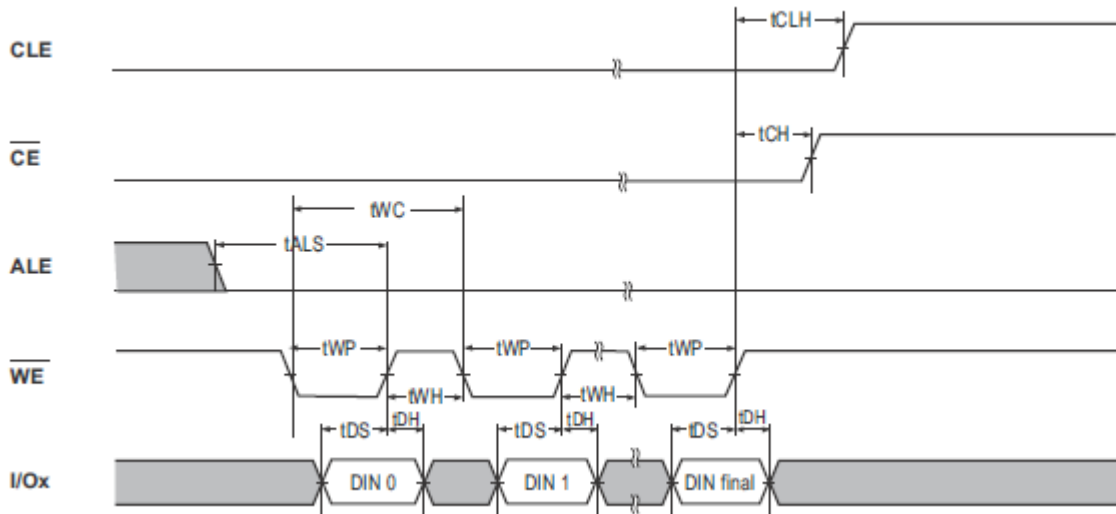 tCLH
CLE
tCH
CE
tWC
tALS
ALE
tWP tWP tWP
WE
tWH tWH
tDS tDH tDS tDH tDS tDH
I/Ox DIN 0 DIN 1 DIN final